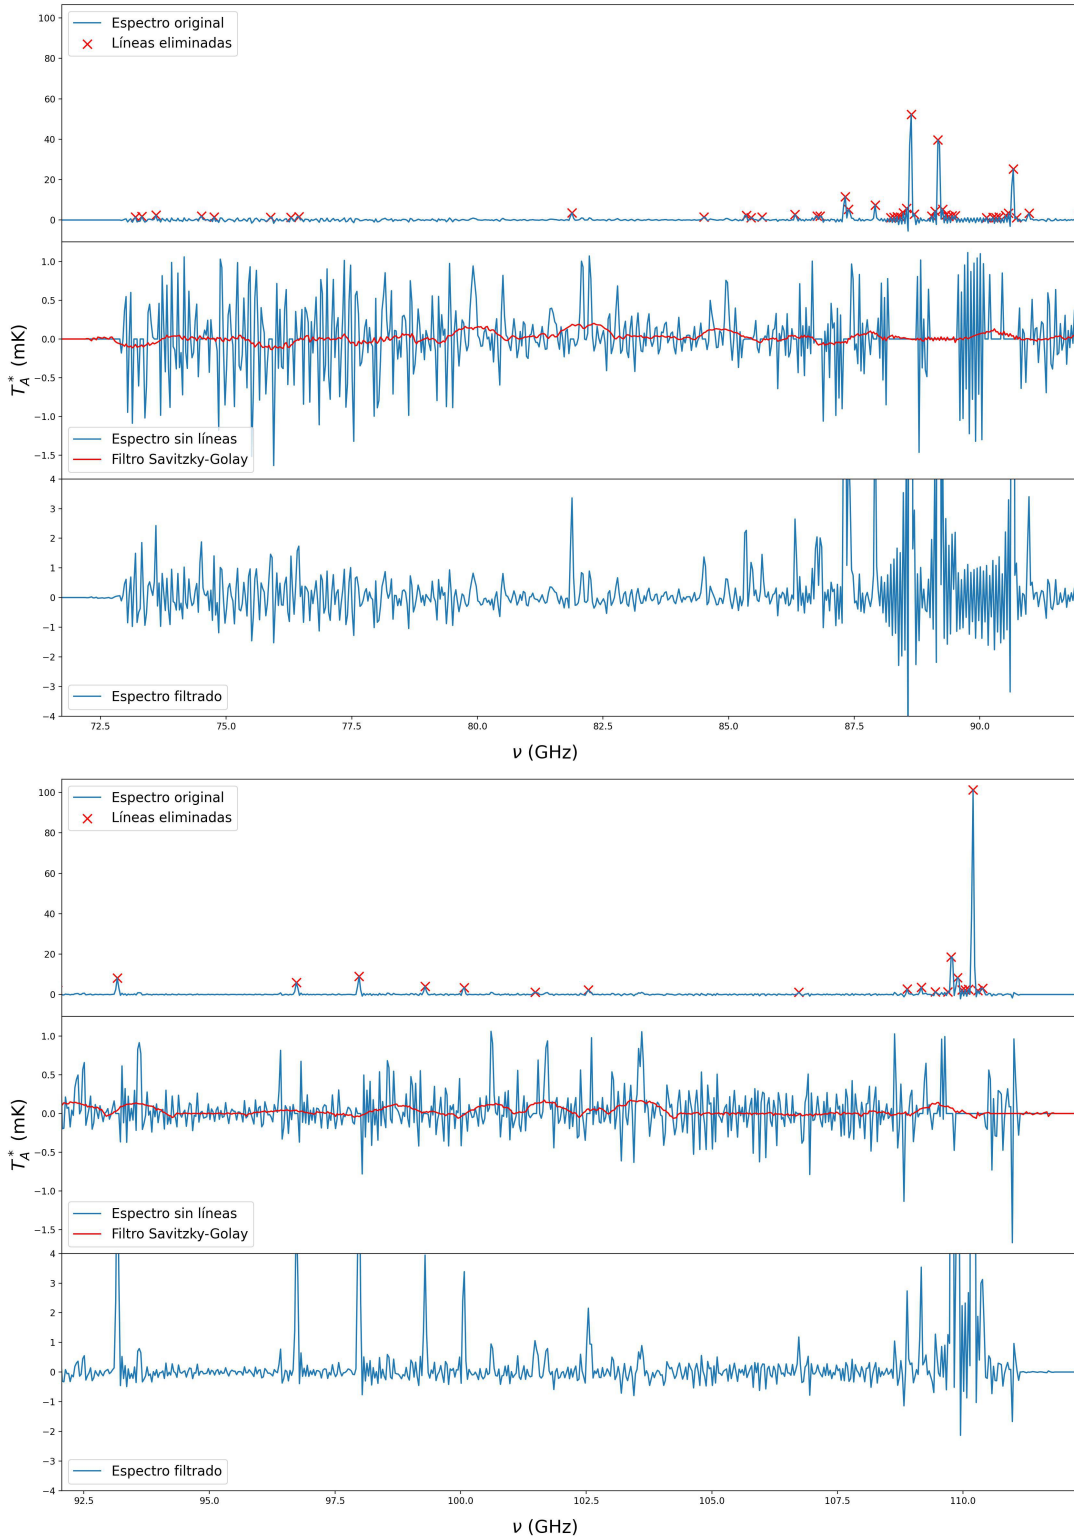 100
80
60
40
20
0
Espectro original
Líneas eliminadas
1.0
0.5
0.0
−0.5
−1.0
−1.5
T*A (mK)
Espectro sin líneas
Filtro Savitzky-Golay
4
3
2
1
0
−1
−2
−3
−4
Espectro filtrado
72.5 75.0 77.5 80.0 82.5 85.0 87.5 90.0
ν (GHz)
100
80
60
40
20
0
Espectro original
Líneas eliminadas
1.0
0.5
0.0
−0.5
−1.0
−1.5
T*A (mK)
Espectro sin líneas
Filtro Savitzky-Golay
4
3
2
1
0
−1
−2
−3
−4
Espectro filtrado
92.5 95.0 97.5 100.0 102.5 105.0 107.5 110.0
ν (GHz)